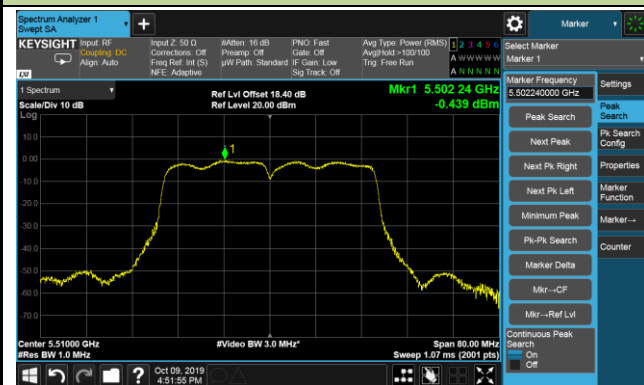 Spectrum Analyzer 1
Swept SA
Marker
KEYSIGHT
Input: RF
Coupling: DC
Align: Auto
Input Z: 50 Ω
Corrections: Off
Freq Ref: Int (S)
NFE: Adaptive
#Atten: 16 dB
Preamp: Off
µW Path: Standard
PNO: Fast
Gate: Off
IF Gain: Low
Sig Track: Off
Avg Type: Power (RMS)
Avg|Hold:>100/100
Trig: Free Run
1 2 3 4 5 6
A W W W W W
A N N N N N
LXI
Select Marker
Marker 1
1 Spectrum
Scale/Div 10 dB
Log
Ref Lvl Offset 18.40 dB
Ref Level 20.00 dBm
Mkr1 5.502 24 GHz
-0.439 dBm
10.0
0.00
-10.0
-20.0
-30.0
-40.0
-50.0
-60.0
-70.0
1
Center 5.51000 GHz
#Res BW 1.0 MHz
#Video BW 3.0 MHz*
Span 80.00 MHz
Sweep 1.07 ms (2001 pts)
Marker Frequency
5.502240000 GHz
Peak Search
Next Peak
Next Pk Right
Next Pk Left
Minimum Peak
Pk-Pk Search
Marker Delta
Mkr→CF
Mkr→Ref Lvl
Continuous Peak
Search
On
Off
Settings
Peak
Search
Pk Search
Config
Properties
Marker
Function
Marker→
Counter
?
Oct 09, 2019
4:51:55 PM